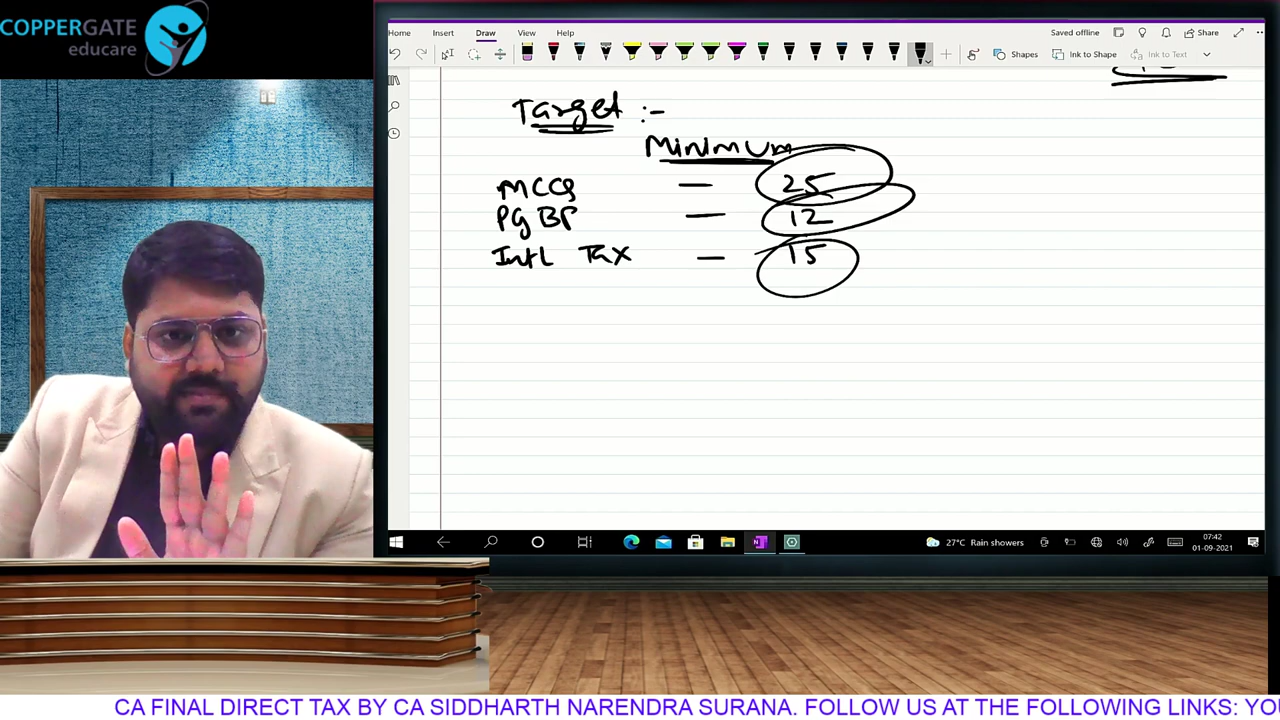 COPPERGATE
educare
Home Insert Draw View Help
Saved offline
Share
Shapes
Ink to Shape
Ink to Text
Target :-
Minimum
MCQ — 25
PGBP — 12
Intl Tax — 15
27°C Rain showers
07:42
01-09-2021
CA FINAL DIRECT TAX BY CA SIDDHARTH NARENDRA SURANA. FOLLOW US AT THE FOLLOWING LINKS: YO